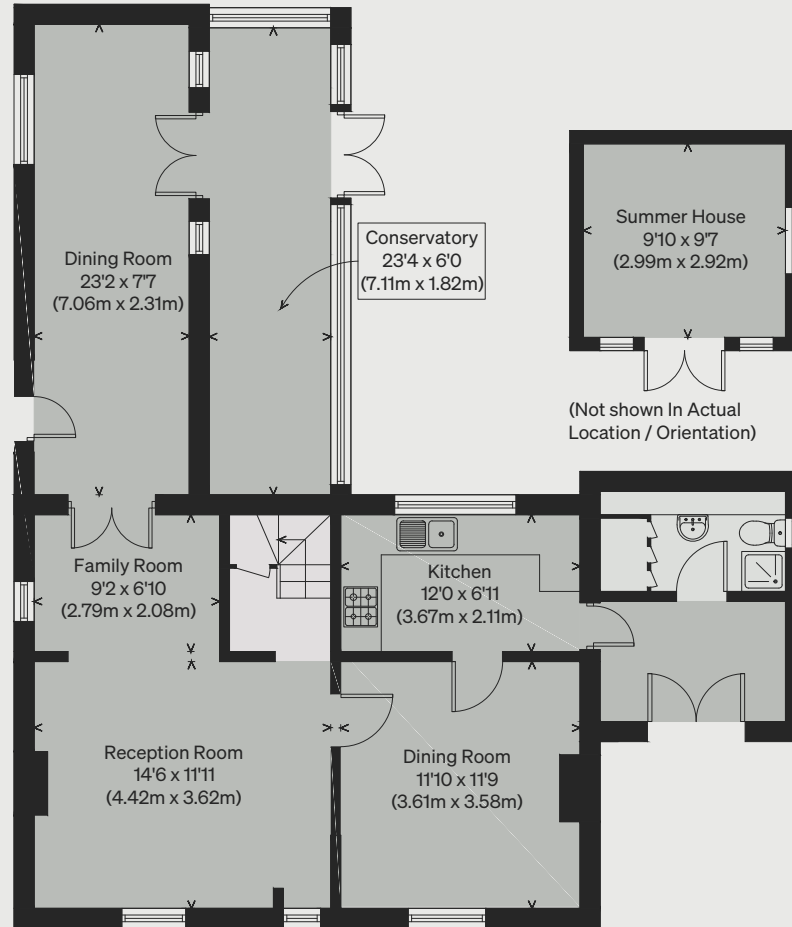 Dining Room
23'2 x 7'7
(7.06m x 2.31m)
Conservatory
23'4 x 6'0
(7.11m x 1.82m)
Summer House
9'10 x 9'7
(2.99m x 2.92m)
(Not shown In Actual
Location / Orientation)
Family Room
9'2 x 6'10
(2.79m x 2.08m)
Kitchen
12'0 x 6'11
(3.67m x 2.11m)
Reception Room
14'6 x 11'11
(4.42m x 3.62m)
Dining Room
11'10 x 11'9
(3.61m x 3.58m)